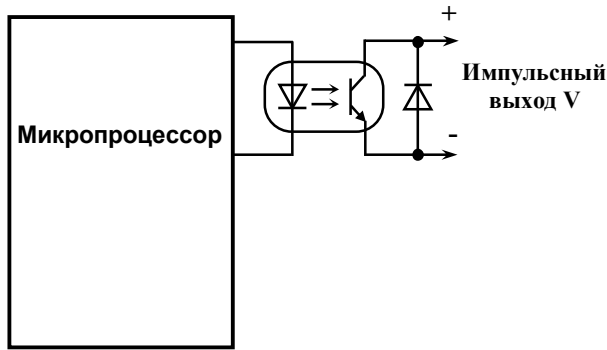 +
Импульсный
выход V
Микропроцессор
-